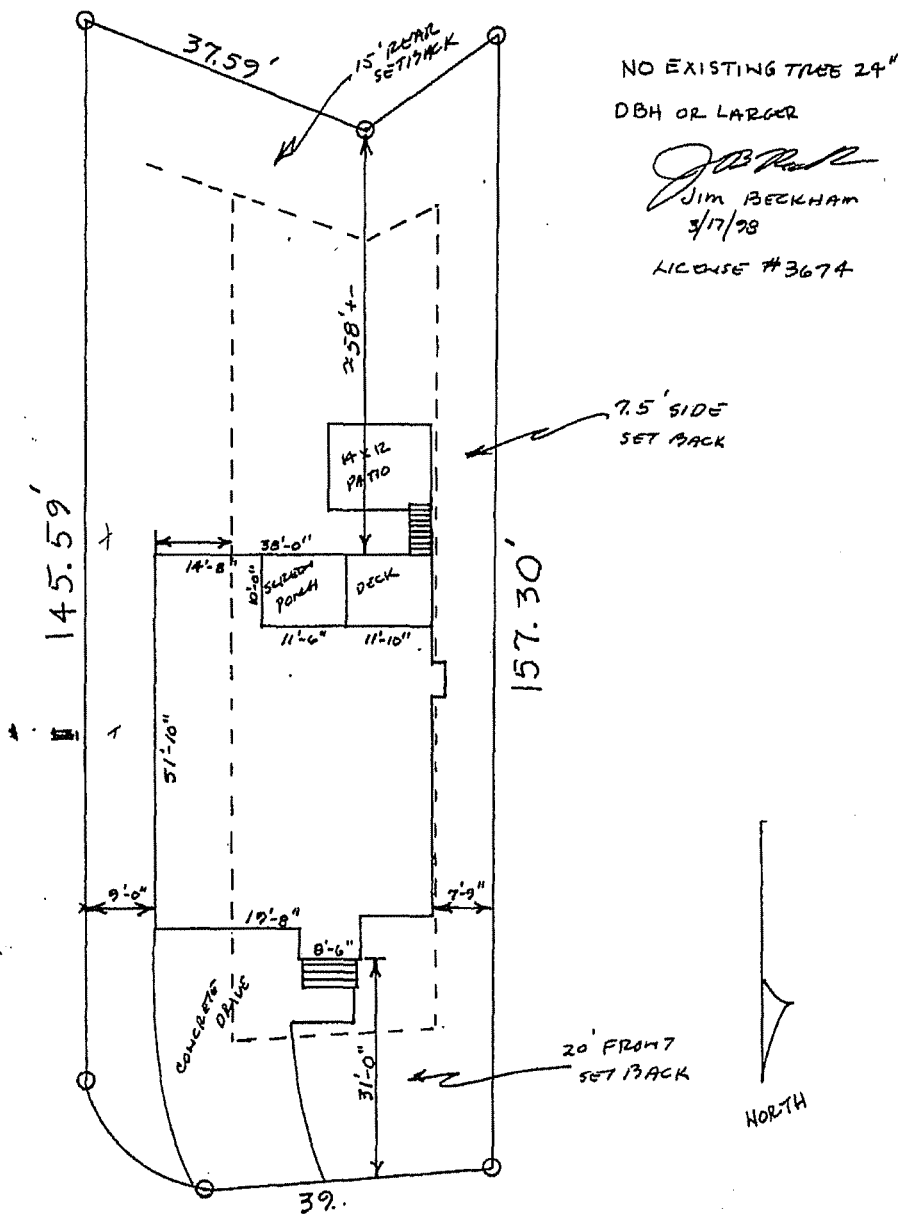 37.59'
15' REAR
SETBACK
NO EXISTING TREE 24"
DBH OR LARGER
JIM BECKHAM
3/17/98
LICENSE #3674
≈58'+-
7.5' SIDE
SET BACK
14 X 12
PATIO
145.59'
157.30'
38'-0"
14'-8"
10'-0"
SCREEN
PORCH
DECK
11'-6"
11'-10"
51'-10"
9'-0"
7'-9"
19'-8"
8'-6"
CONCRETE
DRIVE
31'-0"
20' FRONT
SET BACK
NORTH
39..